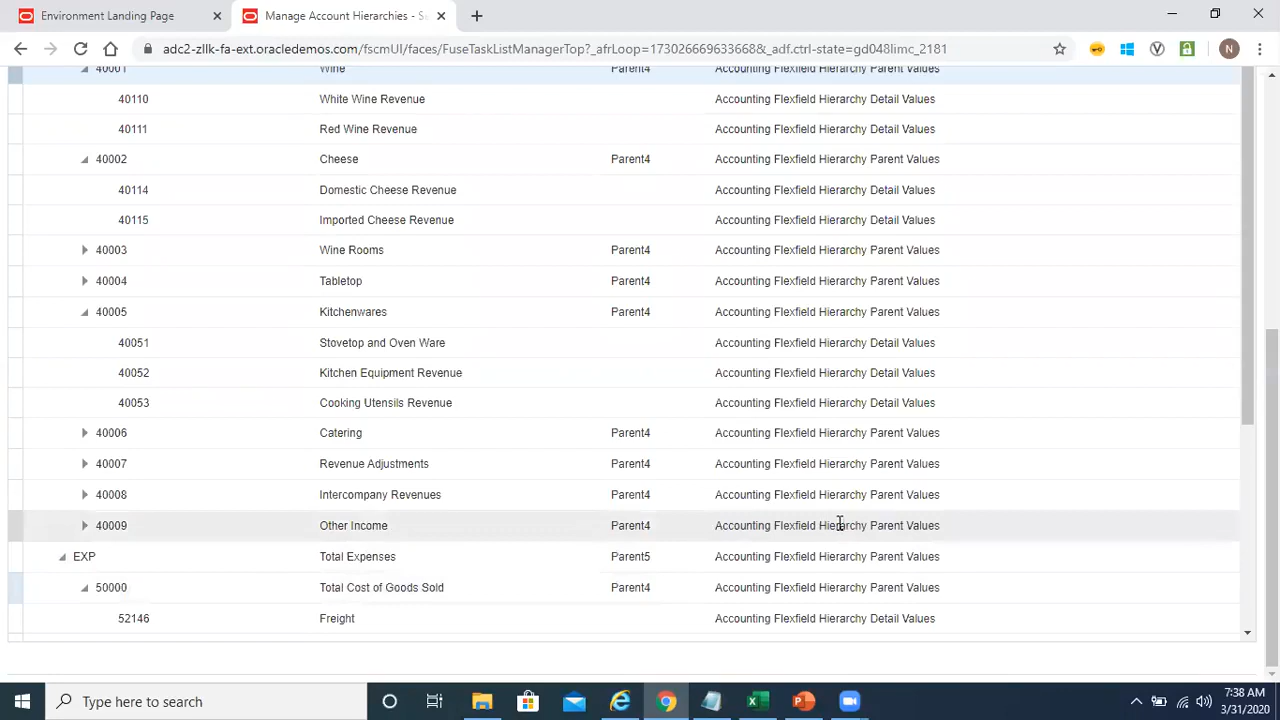 Environment Landing Page
Manage Account Hierarchies - Se
adc2-zllk-fa-ext.oracledemos.com/fscmUI/faces/FuseTaskListManagerTop?_afrLoop=173026669633668&_adf.ctrl-state=gd048limc_2181
N
40001 Wine Parent4 Accounting Flexfield Hierarchy Parent Values
40110 White Wine Revenue Accounting Flexfield Hierarchy Detail Values
40111 Red Wine Revenue Accounting Flexfield Hierarchy Detail Values
40002 Cheese Parent4 Accounting Flexfield Hierarchy Parent Values
40114 Domestic Cheese Revenue Accounting Flexfield Hierarchy Detail Values
40115 Imported Cheese Revenue Accounting Flexfield Hierarchy Detail Values
40003 Wine Rooms Parent4 Accounting Flexfield Hierarchy Parent Values
40004 Tabletop Parent4 Accounting Flexfield Hierarchy Parent Values
40005 Kitchenwares Parent4 Accounting Flexfield Hierarchy Parent Values
40051 Stovetop and Oven Ware Accounting Flexfield Hierarchy Detail Values
40052 Kitchen Equipment Revenue Accounting Flexfield Hierarchy Detail Values
40053 Cooking Utensils Revenue Accounting Flexfield Hierarchy Detail Values
40006 Catering Parent4 Accounting Flexfield Hierarchy Parent Values
40007 Revenue Adjustments Parent4 Accounting Flexfield Hierarchy Parent Values
40008 Intercompany Revenues Parent4 Accounting Flexfield Hierarchy Parent Values
40009 Other Income Parent4 Accounting Flexfield Hierarchy Parent Values
EXP Total Expenses Parent5 Accounting Flexfield Hierarchy Parent Values
50000 Total Cost of Goods Sold Parent4 Accounting Flexfield Hierarchy Parent Values
52146 Freight Accounting Flexfield Hierarchy Detail Values
Type here to search
7:38 AM
3/31/2020